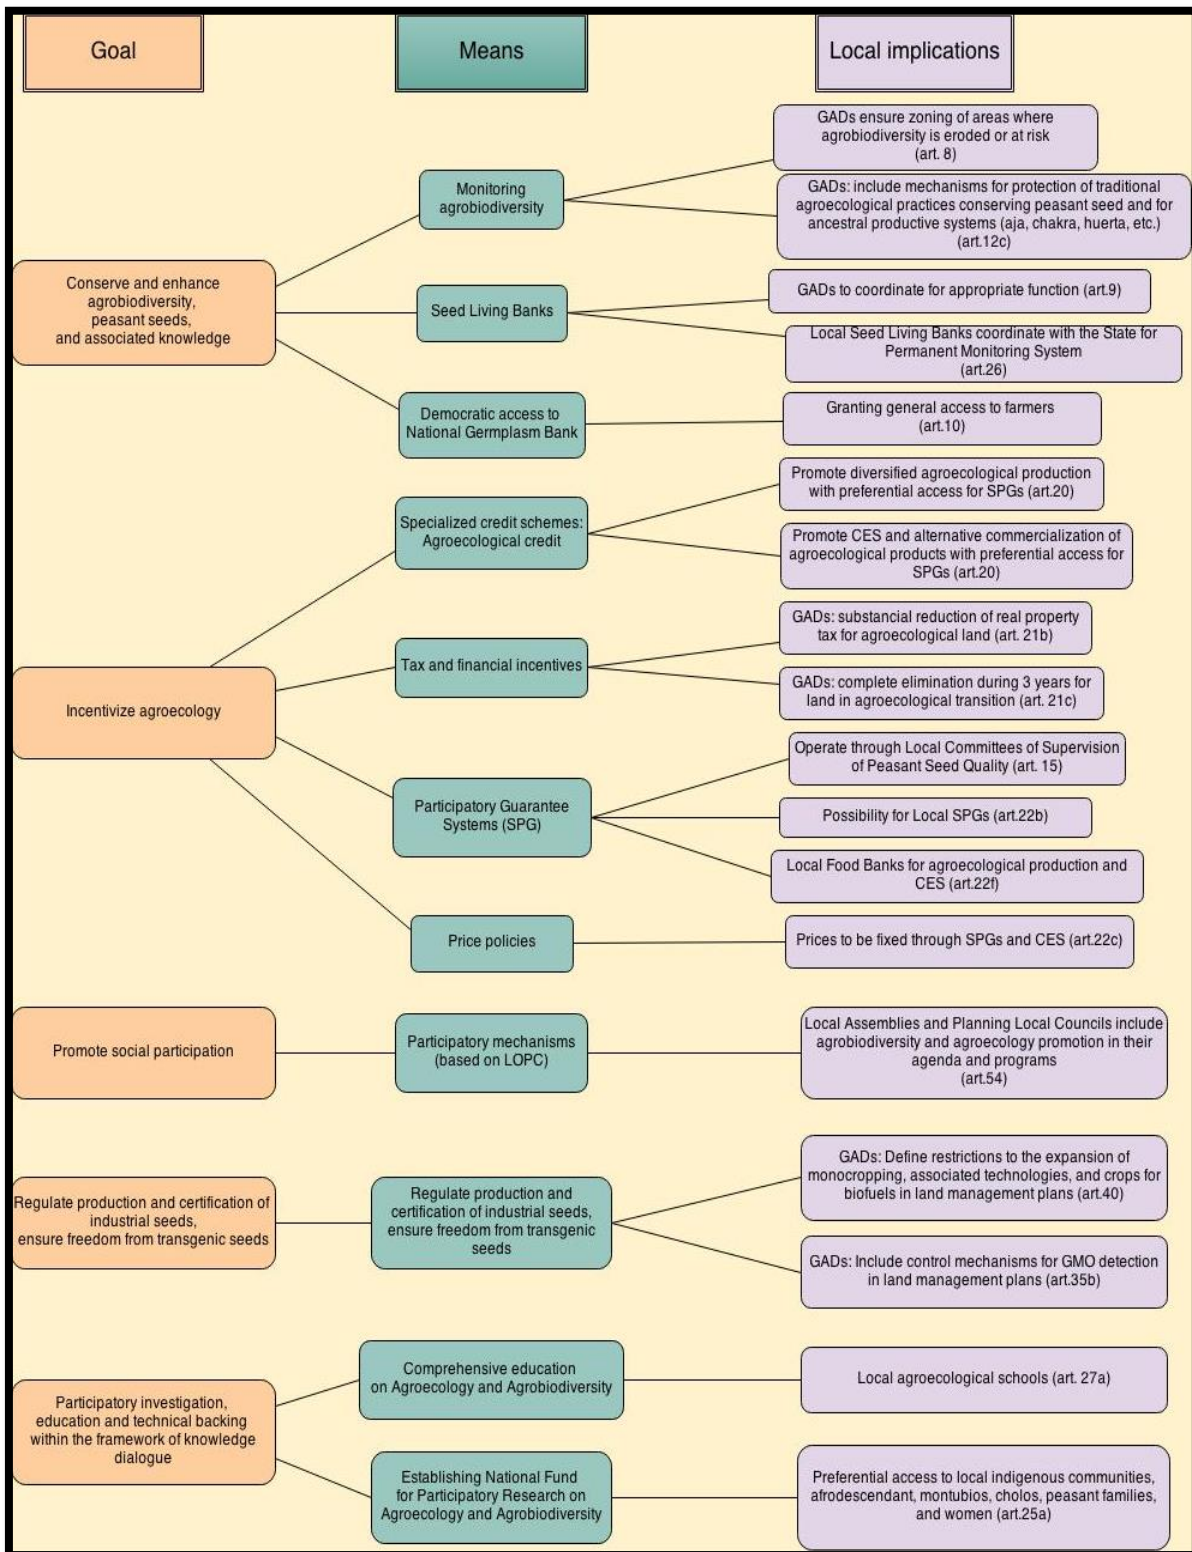 Goal
Means
Local implications
GADs ensure zoning of areas where
agrobiodiversity is eroded or at risk
(art. 8)
Monitoring
agrobiodiversity
GADs: include mechanisms for protection of traditional
agroecological practices conserving peasant seed and for
ancestral productive systems (aja, chakra, huerta, etc.)
(art.12c)
Conserve and enhance
agrobiodiversity,
peasant seeds,
and associated knowledge
Seed Living Banks
GADs to coordinate for appropriate function (art.9)
Local Seed Living Banks coordinate with the State for
Permanent Monitoring System
(art.26)
Democratic access to
National Germplasm Bank
Granting general access to farmers
(art.10)
Specialized credit schemes:
Agroecological credit
Promote diversified agroecological production
with preferential access for SPGs (art.20)
Promote CES and alternative commercialization of
agroecological products with preferential access for
SPGs (art.20)
Incentivize agroecology
Tax and financial incentives
GADs: substancial reduction of real property
tax for agroecological land (art. 21b)
GADs: complete elimination during 3 years for
land in agroecological transition (art. 21c)
Participatory Guarantee
Systems (SPG)
Operate through Local Committees of Supervision
of Peasant Seed Quality (art. 15)
Possibility for Local SPGs (art.22b)
Local Food Banks for agroecological production and
CES (art.22f)
Price policies
Prices to be fixed through SPGs and CES (art.22c)
Promote social participation
Participatory mechanisms
(based on LOPC)
Local Assemblies and Planning Local Councils include
agrobiodiversity and agroecology promotion in their
agenda and programs
(art.54)
Regulate production and certification of
industrial seeds,
ensure freedom from transgenic seeds
Regulate production and
certification of industrial seeds,
ensure freedom from transgenic
seeds
GADs: Define restrictions to the expansion of
monocropping, associated technologies, and crops for
biofuels in land management plans (art.40)
GADs: Include control mechanisms for GMO detection
in land management plans (art.35b)
Participatory investigation,
education and technical backing
within the framework of knowledge
dialogue
Comprehensive education
on Agroecology and Agrobiodiversity
Local agroecological schools (art. 27a)
Establishing National Fund
for Participatory Research on
Agroecology and Agrobiodiversity
Preferential access to local indigenous communities,
afrodescendant, montubios, cholos, peasant families,
and women (art.25a)